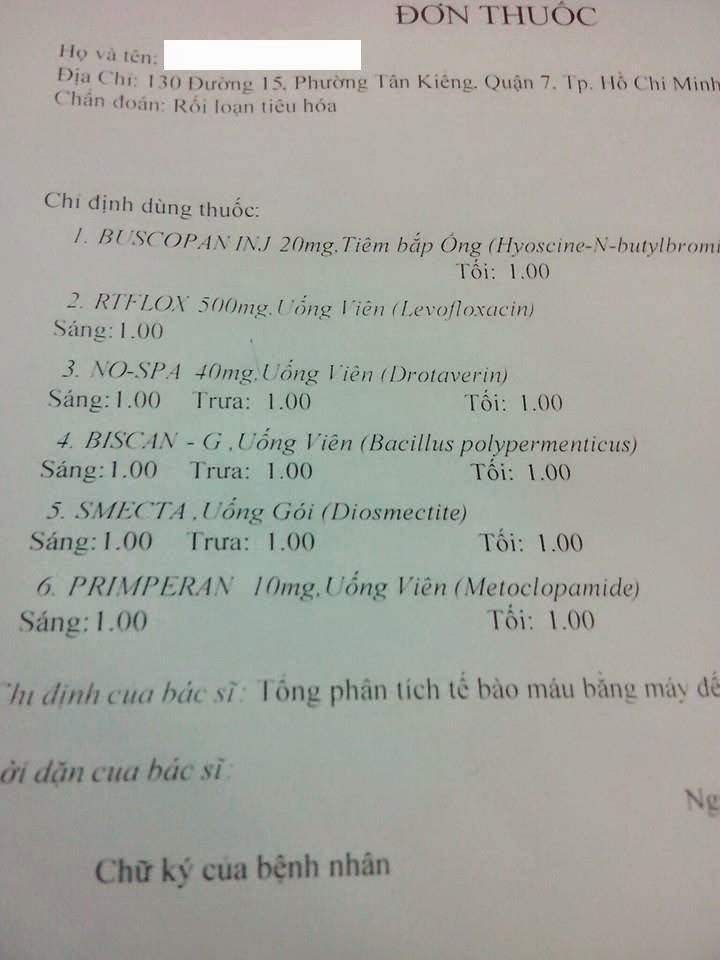 ĐƠN THUỐC
Họ và tên:
Địa Chỉ: 130 Đường 15, Phường Tân Kiểng, Quận 7, Tp. Hồ Chí Minh
Chẩn đoán: Rối loạn tiêu hóa
Chỉ định dùng thuốc:
1. BUSCOPAN INJ 20mg,Tiêm bắp Ống (Hyoscine-N-butylbromi
Tối: 1.00
2. RTFLOX 500mg,Uống Viên (Levofloxacin)
Sáng:1.00
3. NO-SPA 40mg,Uống Viên (Drotaverin)
Sáng:1.00 Trưa: 1.00 Tối: 1.00
4. BISCAN - G ,Uống Viên (Bacillus polypermenticus)
Sáng:1.00 Trưa: 1.00 Tối: 1.00
5. SMECTA ,Uống Gói (Diosmectite)
Sáng:1.00 Trưa: 1.00 Tối: 1.00
6. PRIMPERAN 10mg,Uống Viên (Metoclopamide)
Sáng:1.00 Tối: 1.00
Chỉ định của bác sĩ: Tổng phân tích tế bào máu bằng máy đế
ời dặn của bác sĩ:
Ng
Chữ ký của bệnh nhân